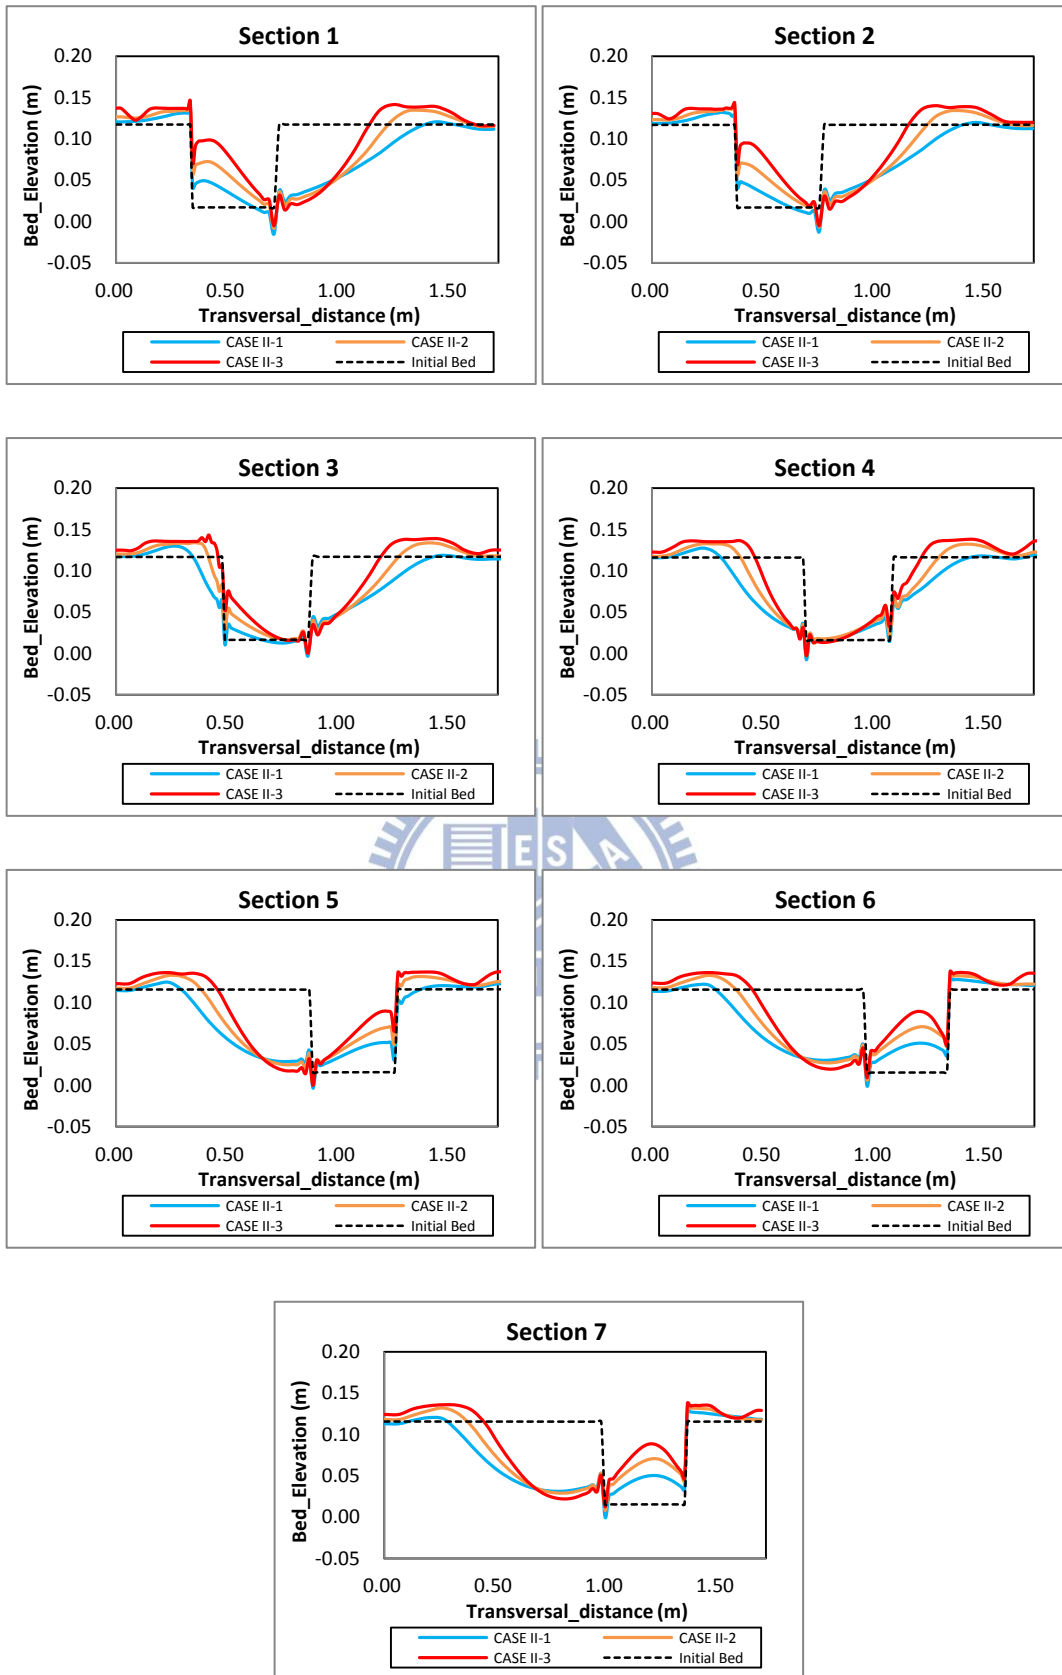 Section 1
0.20
0.15
0.10
0.05
0.00
-0.05
Bed_Elevation (m)
0.00 0.50 1.00 1.50
Transversal_distance (m)
CASE II-1 CASE II-2
CASE II-3 Initial Bed
Section 2
0.20
0.15
0.10
0.05
0.00
-0.05
Bed_Elevation (m)
0.00 0.50 1.00 1.50
Transversal_distance (m)
CASE II-1 CASE II-2
CASE II-3 Initial Bed
Section 3
0.20
0.15
0.10
0.05
0.00
-0.05
Bed_Elevation (m)
0.00 0.50 1.00 1.50
Transversal_distance (m)
CASE II-1 CASE II-2
CASE II-3 Initial Bed
Section 4
0.20
0.15
0.10
0.05
0.00
-0.05
Bed_Elevation (m)
0.00 0.50 1.00 1.50
Transversal_distance (m)
CASE II-1 CASE II-2
CASE II-3 Initial Bed
ESA
Section 5
0.20
0.15
0.10
0.05
0.00
-0.05
Bed_Elevation (m)
0.00 0.50 1.00 1.50
Transversal_distance (m)
CASE II-1 CASE II-2
CASE II-3 Initial Bed
Section 6
0.20
0.15
0.10
0.05
0.00
-0.05
Bed_Elevation (m)
0.00 0.50 1.00 1.50
Transversal_distance (m)
CASE II-1 CASE II-2
CASE II-3 Initial Bed
Section 7
0.20
0.15
0.10
0.05
0.00
-0.05
Bed_Elevation (m)
0.00 0.50 1.00 1.50
Transversal_distance (m)
CASE II-1 CASE II-2
CASE II-3 Initial Bed